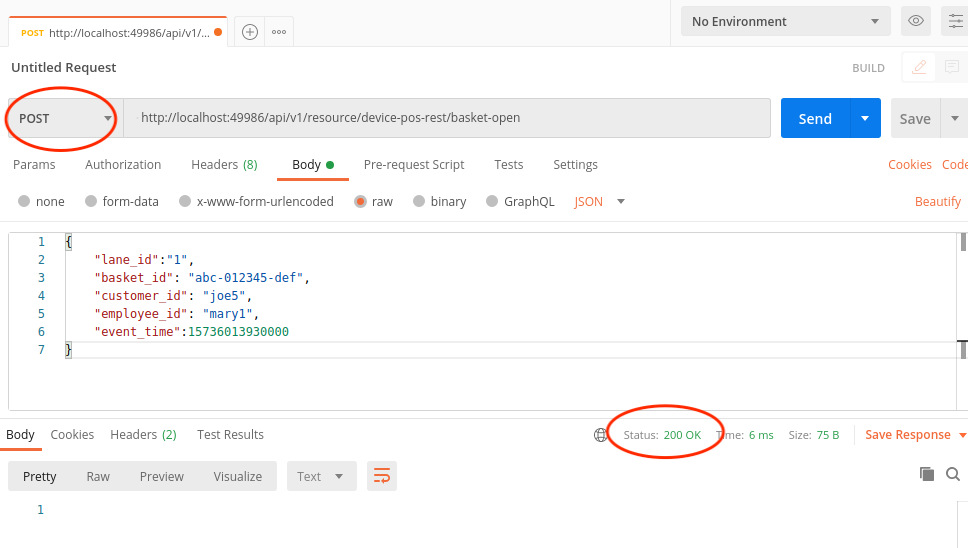 POST http://localhost:49986/api/v1/...
No Environment
Untitled Request
BUILD
POST
http://localhost:49986/api/v1/resource/device-pos-rest/basket-open
Send
Save
Params Authorization Headers (8) Body Pre-request Script Tests Settings Cookies Code
none form-data x-www-form-urlencoded raw binary GraphQL JSON Beautify
1 {
2 "lane_id":"1",
3 "basket_id": "abc-012345-def",
4 "customer_id": "joe5",
5 "employee_id": "mary1",
6 "event_time":15736013930000
7 }
Body Cookies Headers (2) Test Results Status: 200 OK Time: 6 ms Size: 75 B Save Response
Pretty Raw Preview Visualize Text
1